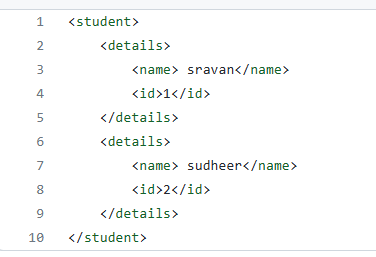 1 <student>
2 <details>
3 <name> sravan</name>
4 <id>1</id>
5 </details>
6 <details>
7 <name> sudheer</name>
8 <id>2</id>
9 </details>
10 </student>